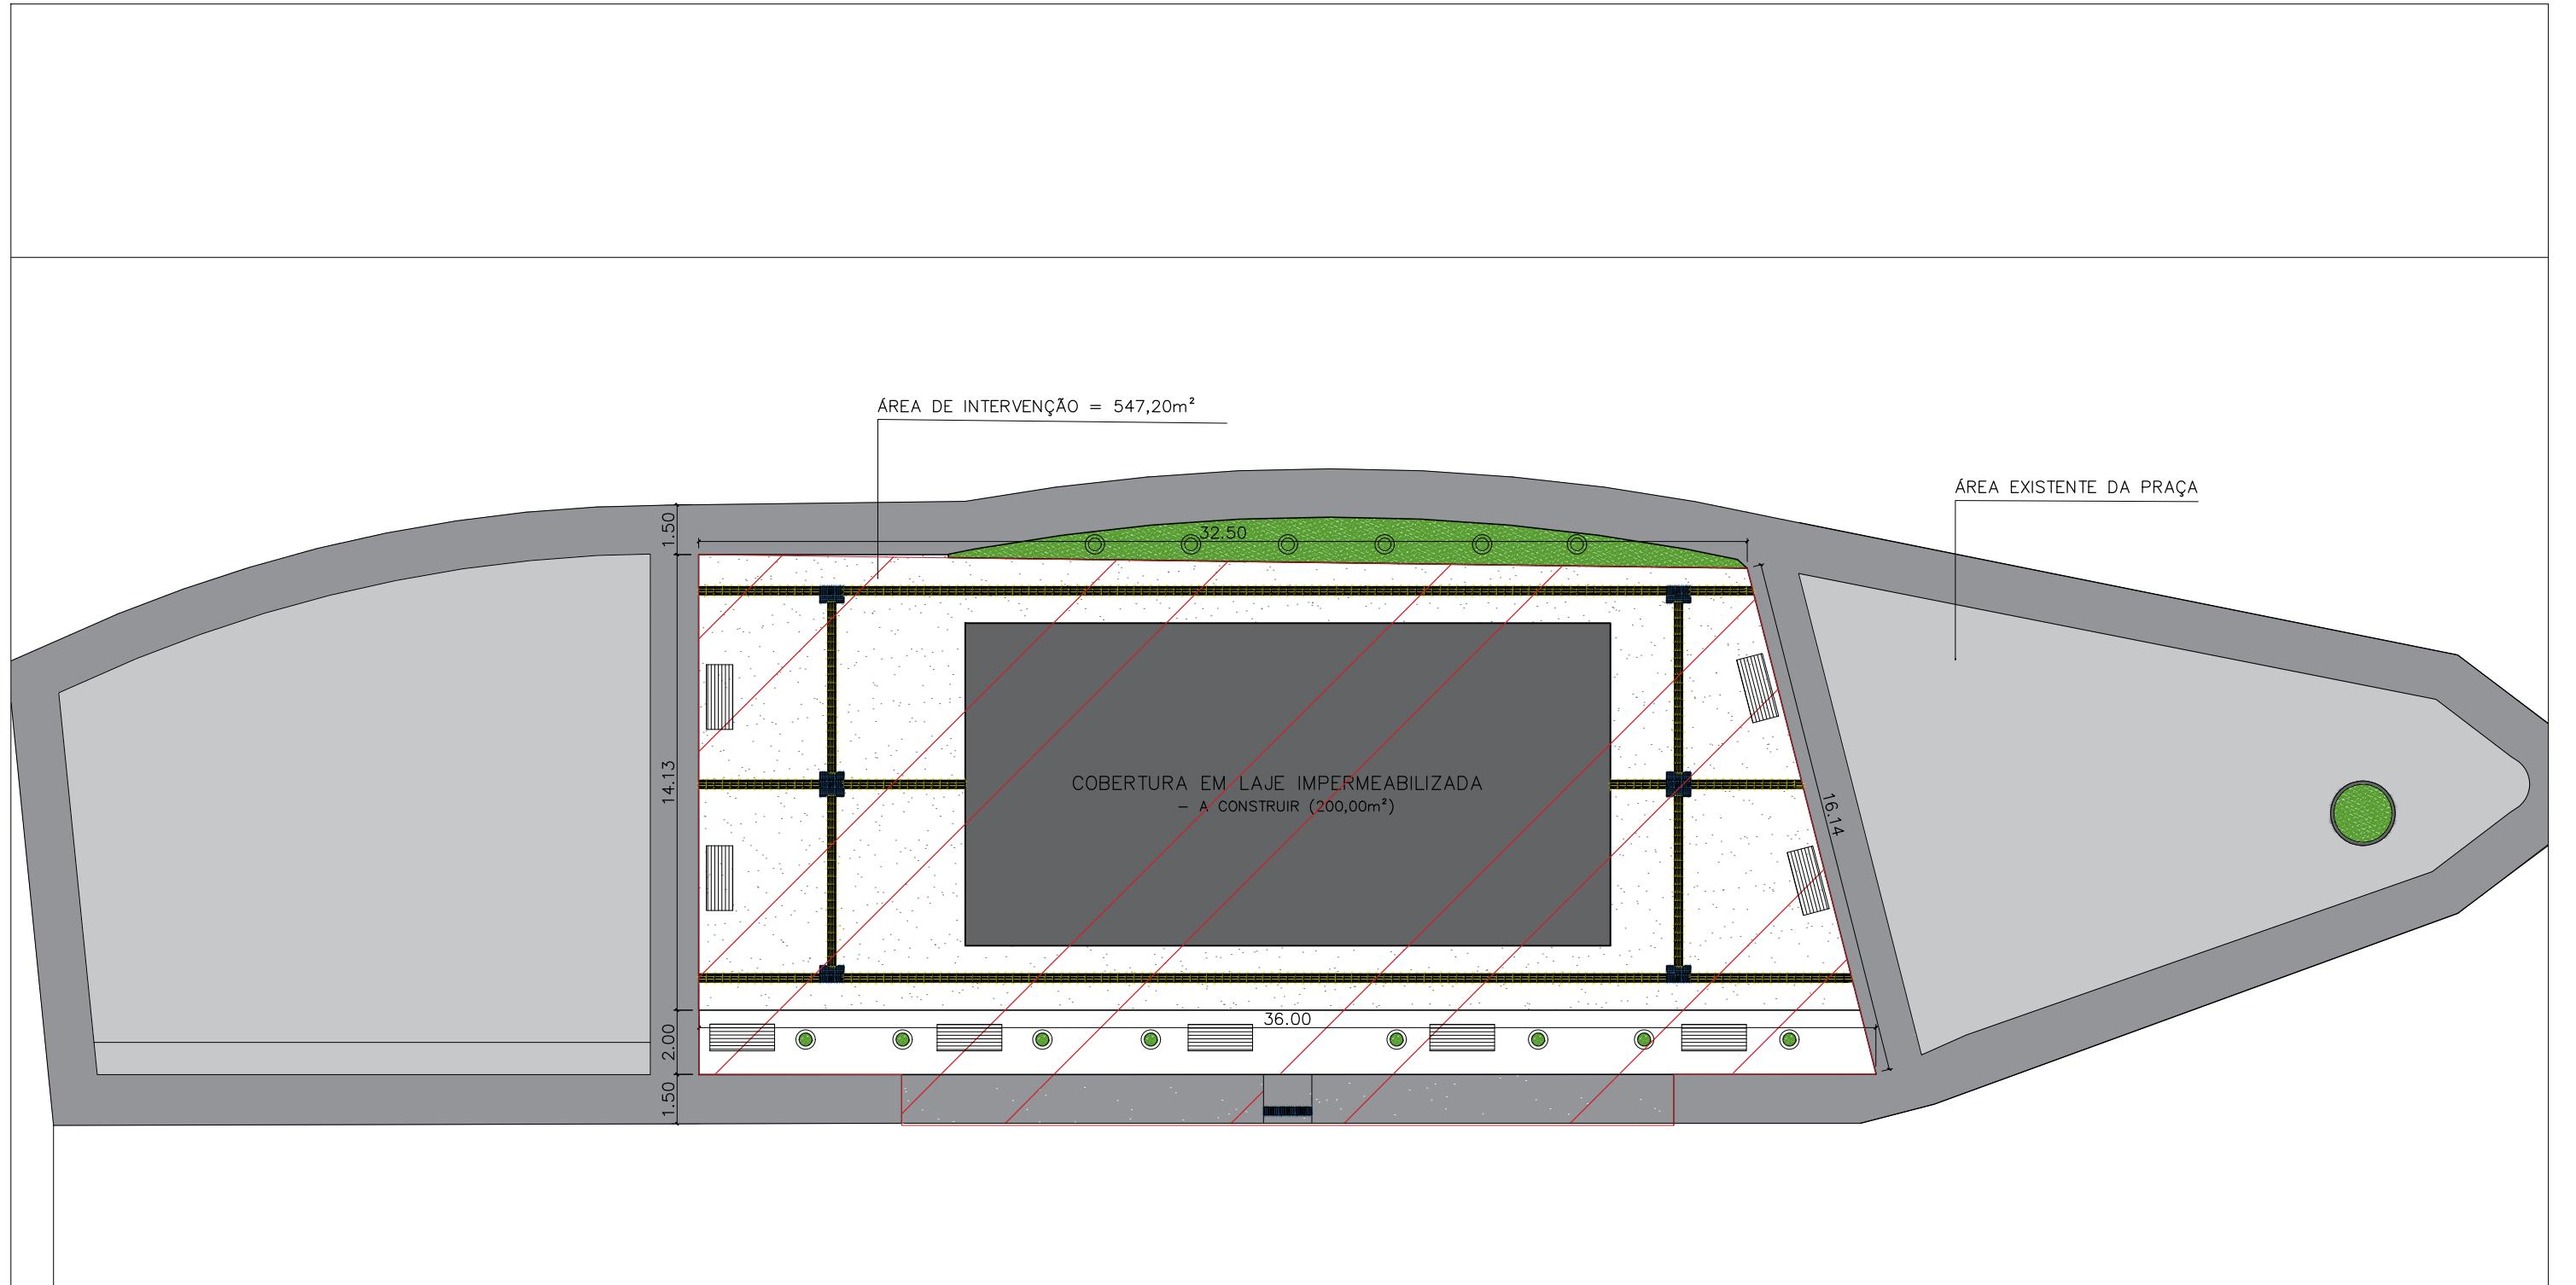 ÁREA DE INTERVENÇÃO = 547,20m²
ÁREA EXISTENTE DA PRAÇA
1.50
32.50
14.13
COBERTURA EM LAJE IMPERMEABILIZADA
– A CONSTRUIR (200,00m²)
16.14
36.00
2.00
1.50